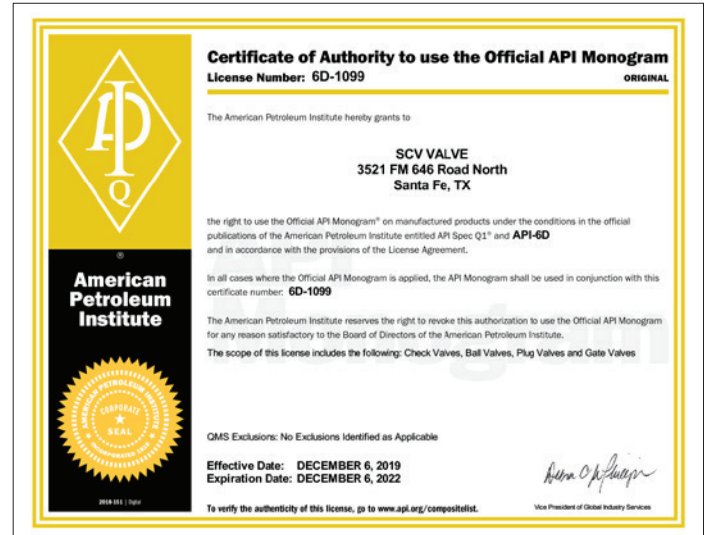 Certificate of Authority to use the Official API Monogram
License Number: 6D-1099
ORIGINAL
The American Petroleum Institute hereby grants to
SCV VALVE
3521 FM 646 Road North
Santa Fe, TX
the right to use the Official API Monogram® on manufactured products under the conditions in the official
publications of the American Petroleum Institute entitled API Spec Q1® and API-6D
and in accordance with the provisions of the License Agreement.
In all cases where the Official API Monogram is applied, the API Monogram shall be used in conjunction with this
certificate number: 6D-1099
The American Petroleum Institute reserves the right to revoke this authorization to use the Official API Monogram
for any reason satisfactory to the Board of Directors of the American Petroleum Institute.
The scope of this license includes the following: Check Valves, Ball Valves, Plug Valves and Gate Valves
QMS Exclusions: No Exclusions Identified as Applicable
Effective Date: DECEMBER 6, 2019
Expiration Date: DECEMBER 6, 2022
To verify the authenticity of this license, go to www.api.org/compositelist.
Vice President of Global Industry Services
API
Q
®
American
Petroleum
Institute
AMERICAN PETROLEUM INSTITUTE
CORPORATE
SEAL
INCORPORATED 1919
2018-151 | Digital
API
Monogram